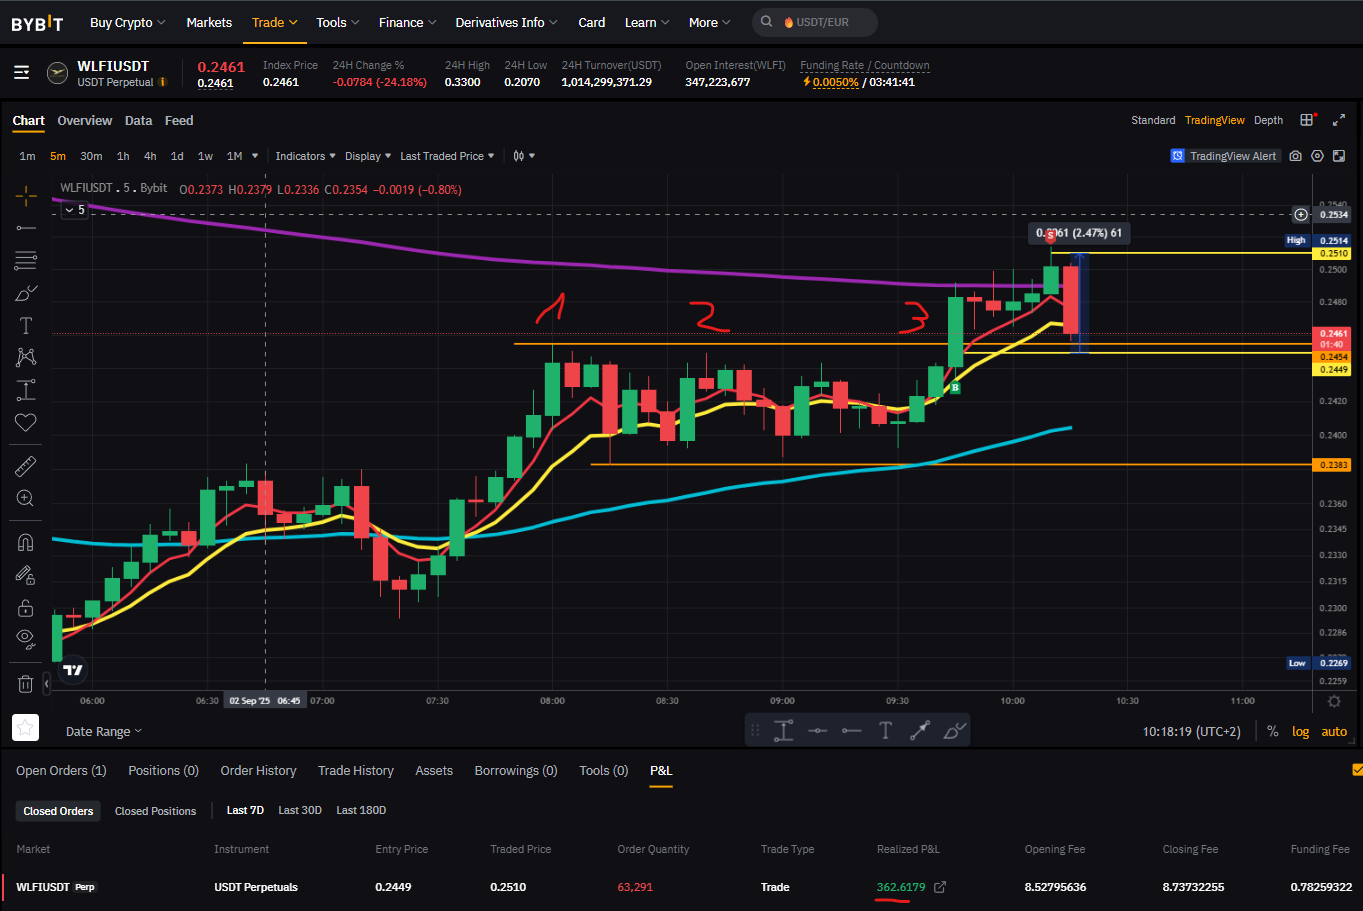 BYBIT Buy Crypto Markets Trade Tools Finance Derivatives Info Card Learn More USDT/EUR
WLFIUSDT 0.2461 Index Price 24H Change % 24H High 24H Low 24H Turnover(USDT) Open Interest(WLFI) Funding Rate / Countdown
USDT Perpetual 0.2461 0.2461 -0.0784 (-24.18%) 0.3300 0.2070 1,014,299,371.29 347,223,677 0.0050% / 03:41:41
Chart Overview Data Feed Standard TradingView Depth
1m 5m 30m 1h 4h 1d 1w 1M Indicators Display Last Traded Price TradingView Alert
WLFIUSDT . 5 . Bybit O0.2373 H0.2379 L0.2336 C0.2354 −0.0019 (−0.80%)
5
0.2540
0.2534
61 (2.47%) 61
S
High 0.2514
0.2510
0.2500
1 2 3
0.2480
0.2461
01:40
0.2454
0.2449
B
0.2420
0.2400
0.2383
0.2360
0.2345
0.2330
0.2315
0.2300
0.2286
Low 0.2269
0.2259
06:00 06:30 02 Sep '25 06:45 07:00 07:30 08:00 08:30 09:00 09:30 10:00 10:30 11:00
Date Range 10:18:19 (UTC+2) % log auto
Open Orders (1) Positions (0) Order History Trade History Assets Borrowings (0) Tools (0) P&L
Closed Orders Closed Positions Last 7D Last 30D Last 180D
Market Instrument Entry Price Traded Price Order Quantity Trade Type Realized P&L Opening Fee Closing Fee Funding Fee
WLFIUSDT Perp USDT Perpetuals 0.2449 0.2510 63,291 Trade 362.6179 8.52795636 8.73732255 0.78259322